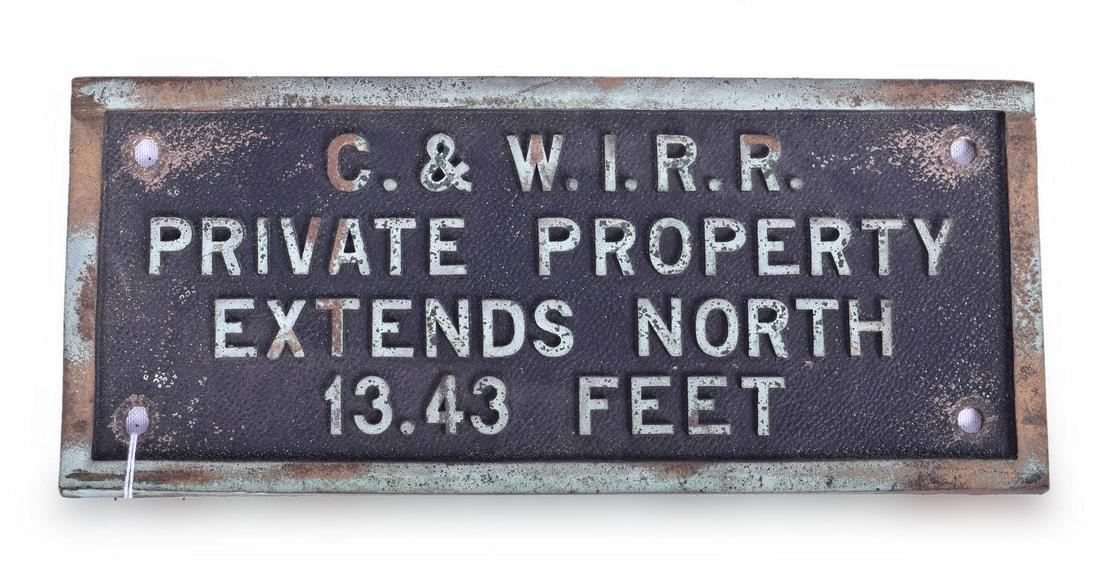 C. & W. I. R. R.
PRIVATE PROPERTY
EXTENDS NORTH
13.43 FEET